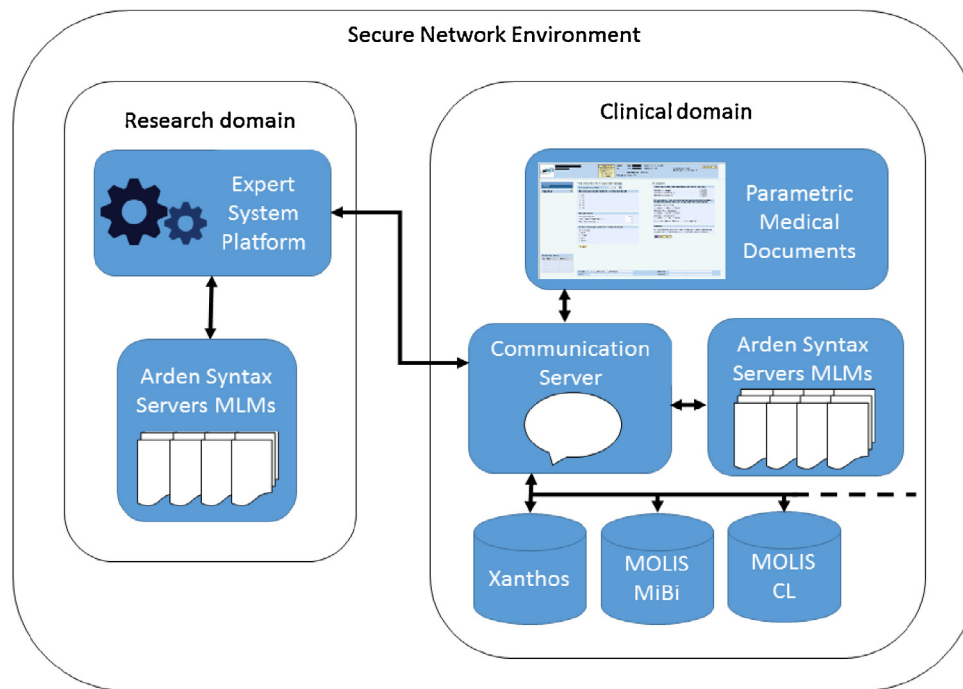 Secure Network Environment
Research domain
Expert
System
Platform
Arden Syntax
Servers MLMs
Clinical domain
Parametric
Medical
Documents
Communication
Server
Arden Syntax
Servers MLMs
Xanthos
MOLIS
MiBi
MOLIS
CL